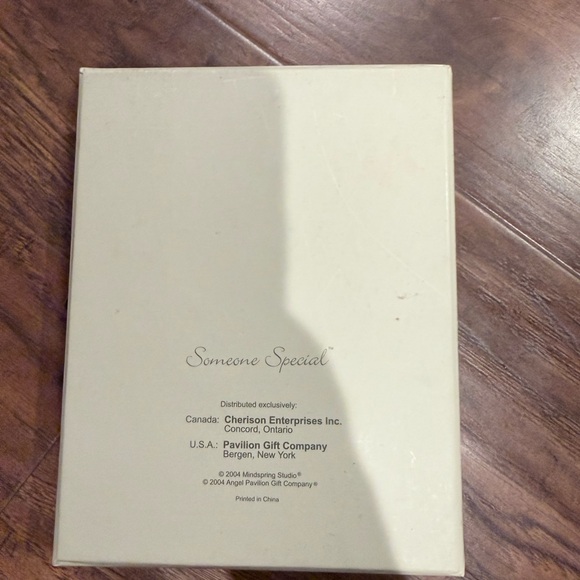 Someone Special™
Distributed exclusively:
Canada: Cherison Enterprises Inc.
Concord, Ontario
U.S.A.: Pavilion Gift Company
Bergen, New York
© 2004 Mindspring Studio®
© 2004 Angel Pavilion Gift Company®
Printed in China